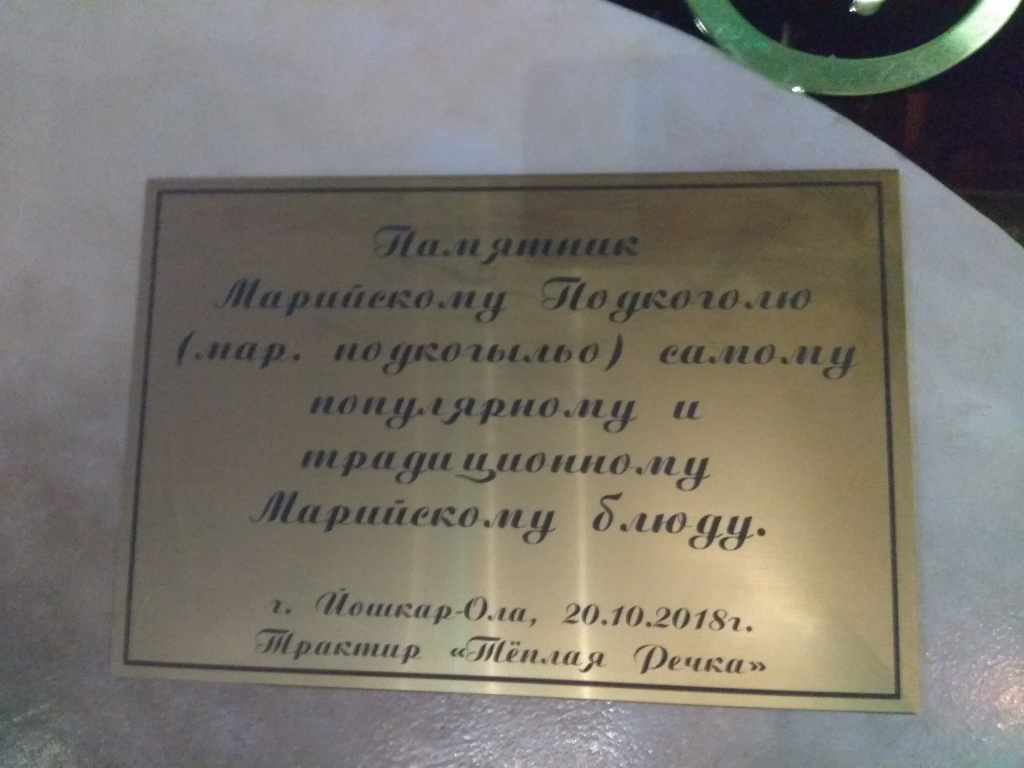 Памятник
Марийскому Подкоголю
(мар. подкогыльо) самому
популярному и
традиционному
Марийскому блюду.
г. Йошкар-Ола, 20.10.2018г.
Трактир «Тёплая Речка»